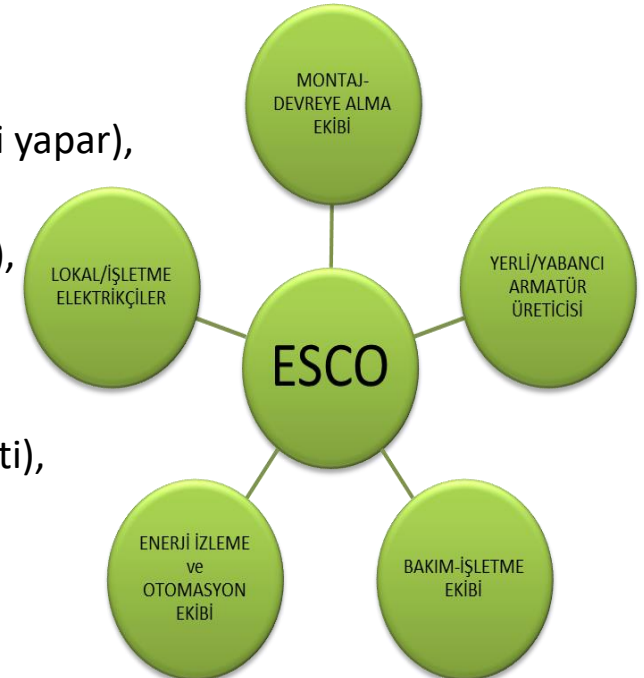 MONTAJ-
DEVREYE ALMA
EKİBİ
i yapar),
),
LOKAL/İŞLETME
ELEKTRİKÇİLER
YERLİ/YABANCI
ARMATÜR
ÜRETİCİSİ
ESCO
ti),
ENERJİ İZLEME
ve
OTOMASYON
EKİBİ
BAKIM-İŞLETME
EKİBİ